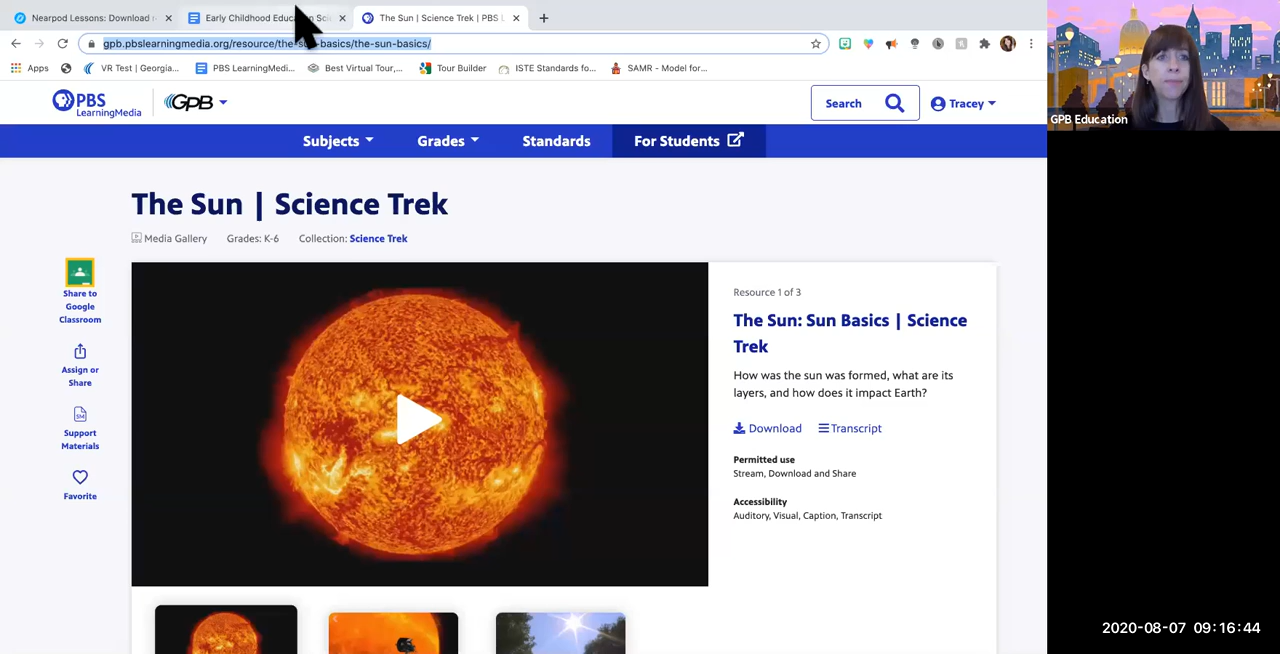 Nearpod: Lessons: Download r
Early Childhood Educ
The Sun | Science Trek | PBS L
gpb.pbslearningmedia.org/resource/the-sun-basics/the-sun-basics/
Apps
VR Test | Georgia...
PBS LearningMedi...
Best Virtual Tour,...
Tour Builder
ISTE Standards fo...
SAMR - Model for...
PBS LearningMedia
GPB
Search
Tracey
Subjects
Grades
Standards
For Students
The Sun | Science Trek
Media Gallery Grades: K-6 Collection: Science Trek
Share to
Google
Classroom
Assign or
Share
SM
Support
Materials
Favorite
Resource 1 of 3
The Sun: Sun Basics | Science
Trek
How was the sun was formed, what are its
layers, and how does it impact Earth?
Download Transcript
Permitted use
Stream, Download and Share
Accessibility
Auditory, Visual, Caption, Transcript
GPB Education
2020-08-07 09:16:44